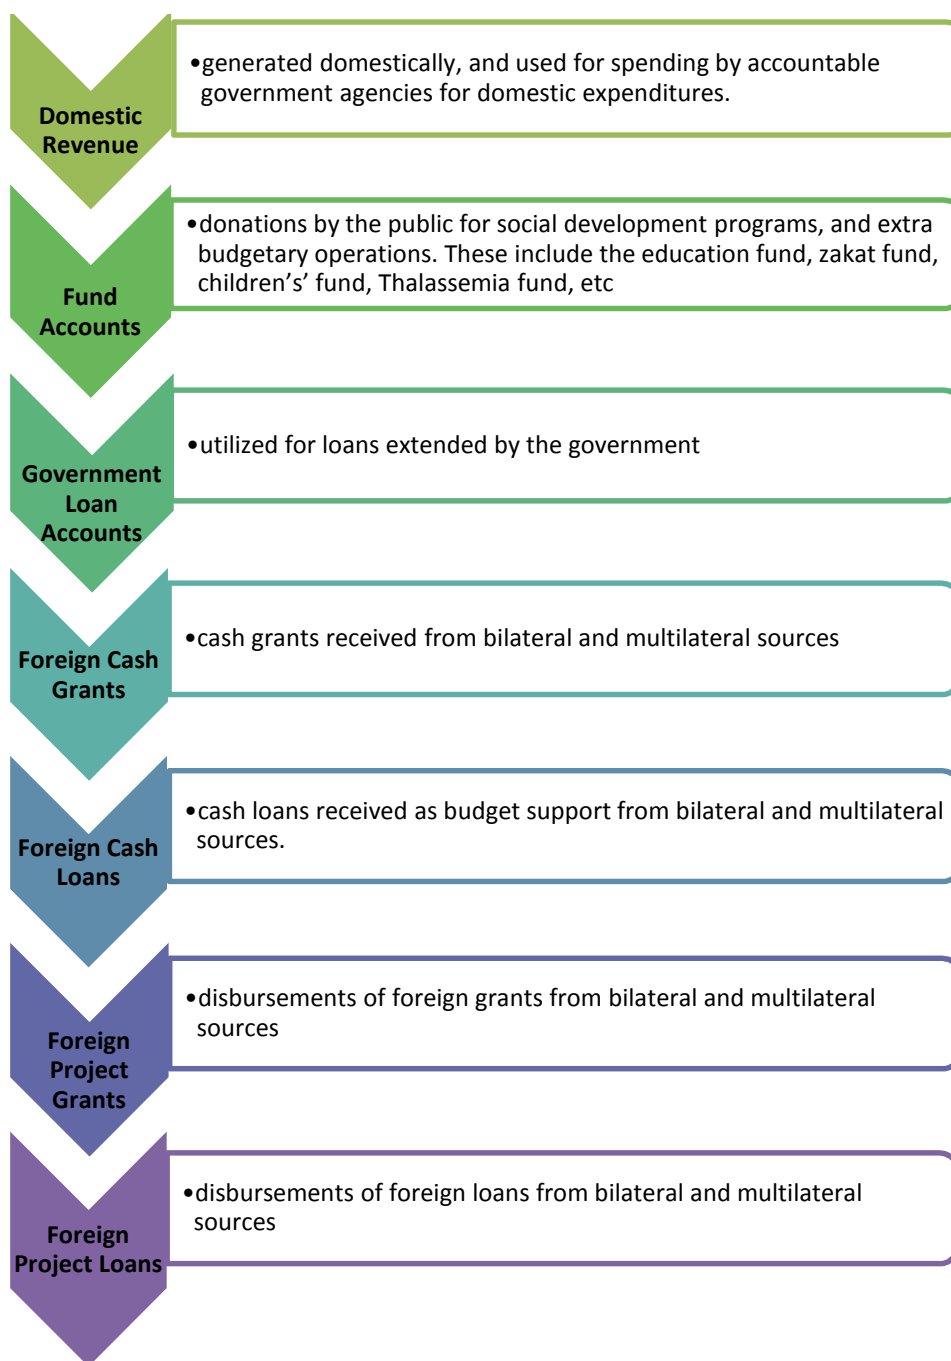 Domestic
Revenue
•generated domestically, and used for spending by accountable
government agencies for domestic expenditures.
Fund
Accounts
•donations by the public for social development programs, and extra
budgetary operations. These include the education fund, zakat fund,
children's' fund, Thalassemia fund, etc
Government
Loan
Accounts
•utilized for loans extended by the government
Foreign Cash
Grants
•cash grants received from bilateral and multilateral sources
Foreign Cash
Loans
•cash loans received as budget support from bilateral and multilateral
sources.
Foreign
Project
Grants
•disbursements of foreign grants from bilateral and multilateral
sources
Foreign
Project Loans
•disbursements of foreign loans from bilateral and multilateral
sources